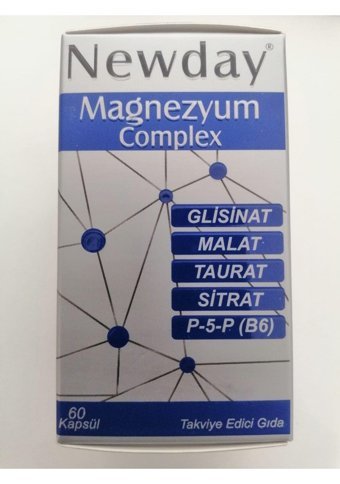 Newday®
Magnezyum
Complex
GLİSİNAT
MALAT
TAURAT
SİTRAT
P-5-P (B6)
60
Kapsül
Takviye Edici Gıda